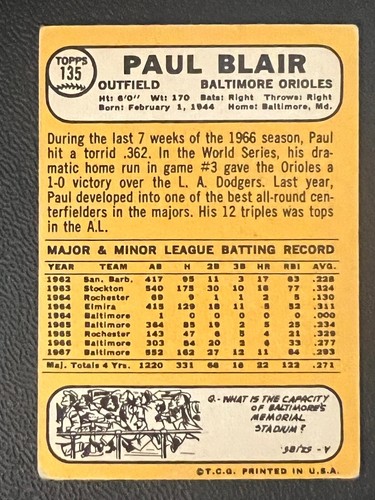 TOPPS
135
PAUL BLAIR
OUTFIELD BALTIMORE ORIOLES
Ht: 6'0" Wt: 170 Bats: Right Throws: Right
Born: February 1, 1944 Home: Baltimore, Md.
During the last 7 weeks of the 1966 season, Paul
hit a torrid .362. In the World Series, his dra-
matic home run in game #3 gave the Orioles a
1-0 victory over the L. A. Dodgers. Last year,
Paul developed into one of the best all-round cen-
terfielders in the majors. His 12 triples was tops
in the A.L.
MAJOR & MINOR LEAGUE BATTING RECORD
YEAR TEAM AB H 2B 3B HR RBI AVG.
1962 San. Barb. 417 95 11 3 17 63 .228
1963 Stockton 540 175 30 10 16 77 .324
1964 Rochester 69 9 1 1 2 5 .130
1964 Elmira 415 129 18 11 5 52 .311
1964 Baltimore 1 0 0 0 0 0 .000
1965 Baltimore 364 85 19 2 5 25 .234
1965 Rochester 143 47 6 5 4 21 .329
1966 Baltimore 303 84 20 2 6 33 .277
1967 Baltimore 552 162 27 12 11 64 .293
Maj. Totals 4 Yrs. 1220 331 66 16 22 122 .271
Q.-WHAT IS THE CAPACITY
OF BALTIMORE'S
MEMORIAL
STADIUM?
A-
©T.C.G. PRINTED IN U.S.A.